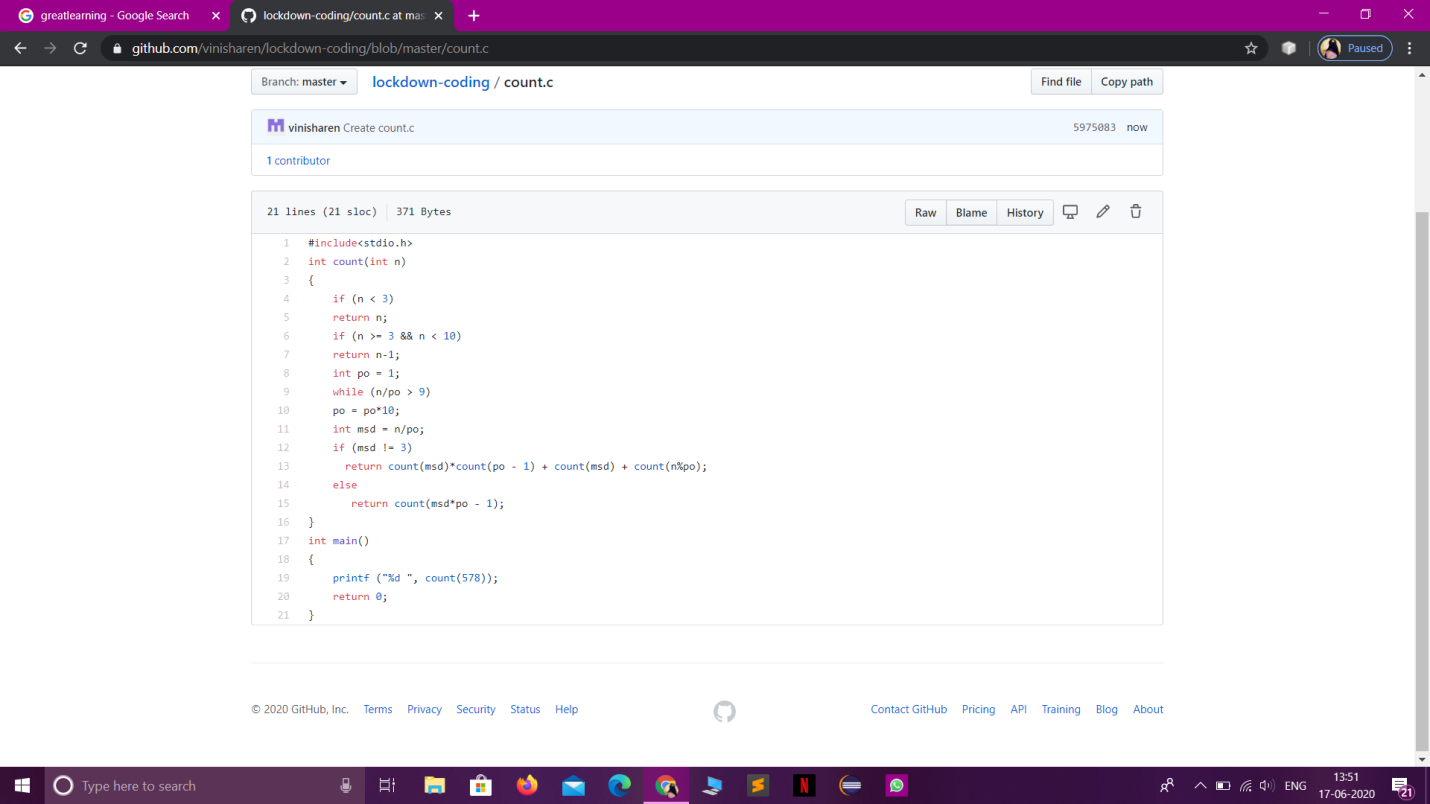 greatlearning - Google Search
lockdown-coding/count.c at mas
github.com/vinisharen/lockdown-coding/blob/master/count.c
Paused
Branch: master
lockdown-coding / count.c
Find file
Copy path
vinisharen Create count.c
5975083 now
1 contributor
21 lines (21 sloc) 371 Bytes
Raw
Blame
History
1 #include<stdio.h>
2 int count(int n)
3 {
4 if (n < 3)
5 return n;
6 if (n >= 3 && n < 10)
7 return n-1;
8 int po = 1;
9 while (n/po > 9)
10 po = po*10;
11 int msd = n/po;
12 if (msd != 3)
13 return count(msd)*count(po - 1) + count(msd) + count(n%po);
14 else
15 return count(msd*po - 1);
16 }
17 int main()
18 {
19 printf ("%d ", count(578));
20 return 0;
21 }
© 2020 GitHub, Inc. Terms Privacy Security Status Help
Contact GitHub Pricing API Training Blog About
Type here to search
N
ENG
13:51
17-06-2020
21